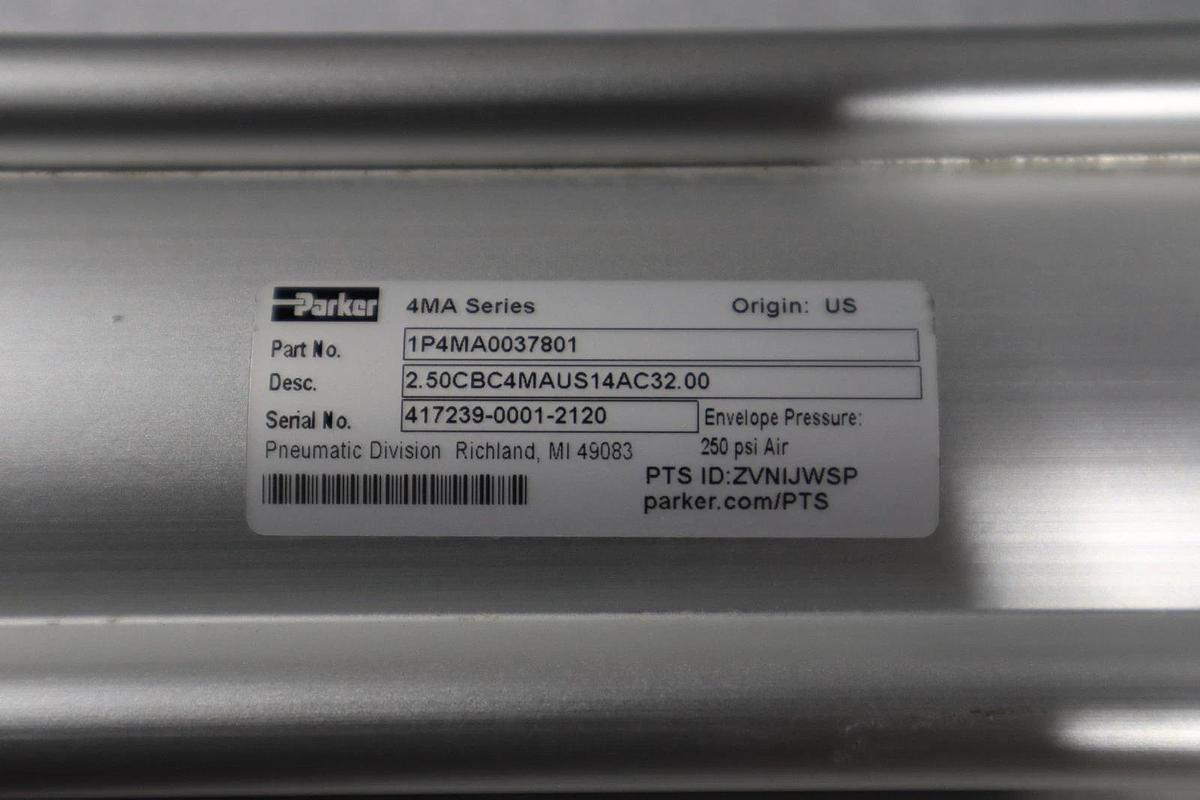 Parker 4MA Series Origin: US
Part No. 1P4MA0037801
Desc. 2.50CBC4MAUS14AC32.00
Serial No. 417239-0001-2120 Envelope Pressure:
Pneumatic Division Richland, MI 49083 250 psi Air
PTS ID:ZVNIJWSP
parker.com/PTS